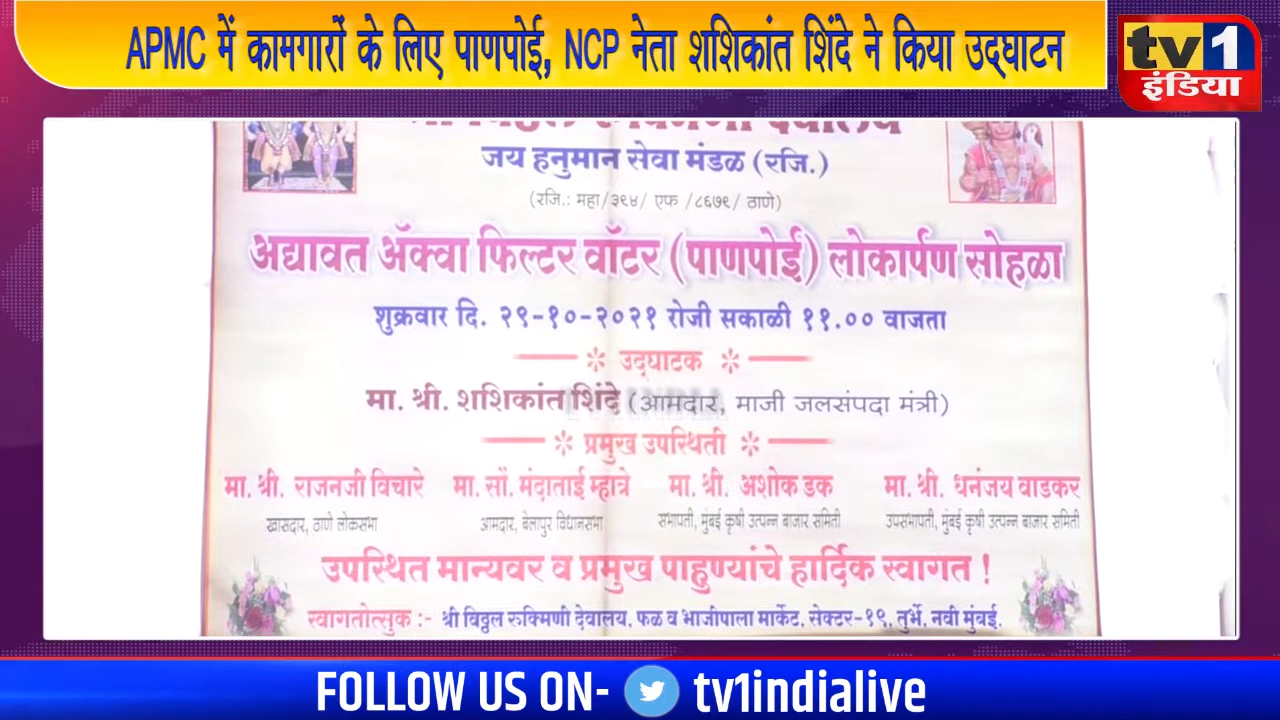 APMC में कामगारों के लिए पाणपोई, NCP नेता शशिकांत शिंदे ने किया उद्घाटन
tv1
इंडिया
जय हनुमान सेवा मंडळ (रजि.)
(रजि.: महा/३९४/ एफ /८६७९/ ठाणे)
अद्यावत ॲक्वा फिल्टर वॉटर (पाणपोई) लोकार्पण सोहळा
शुक्रवार दि. २९-१०-२०२१ रोजी सकाळी ११.०० वाजता
उद्घाटक
मा. श्री. शशिकांत शिंदे (आमदार, माजी जलसंपदा मंत्री)
प्रमुख उपस्थिती
मा. श्री. राजनजी विचारे मा. सौ. मंदाताई म्हात्रे मा. श्री. अशोक डक मा. श्री. धनंजय वाडकर
खासदार, ठाणे लोकसभा आमदार, बेलापुर विधानसभा सभापती, मुंबई कृषी उत्पन्न बाजार समिती उपसभापती, मुंबई कृषी उत्पन्न बाजार समिती
उपस्थित मान्यवर व प्रमुख पाहुण्यांचे हार्दिक स्वागत !
स्वागतोत्सुक :- श्री विठ्ठल रुक्मिणी देवालय, फळ व भाजीपाला मार्केट, सेक्टर-१९, तुर्भे, नवी मुंबई.
FOLLOW US ON- tv1indialive